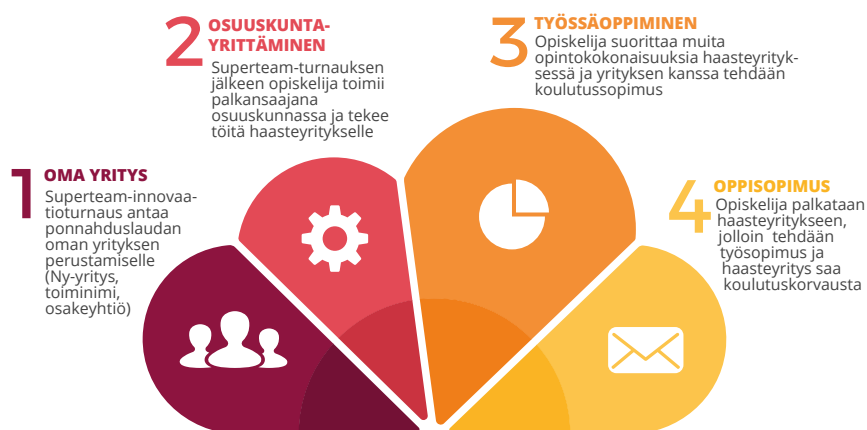 1
OMA YRITYS
Superteam-innovaa-
tioturnaus antaa
ponnahduslaudan
oman yrityksen
perustamiselle
(Ny-yritys,
toiminimi,
osakeyhtiö)
2
OSUUSKUNTA-
YRITTÄMINEN
Superteam-turnauksen
jälkeen opiskelija toimii
palkansaajana
osuuskunnassa ja tekee
töitä haasteyritykselle
3
TYÖSSÄOPPIMINEN
Opiskelija suorittaa muita
opintokokonaisuuksia haasteyrityk-
sessä ja yrityksen kanssa tehdään
koulutussopimus
4
OPPISOPIMUS
Opiskelija palkataan
haasteyritykseen,
jolloin tehdään
työsopimus ja
haasteyritys saa
koulutuskorvausta